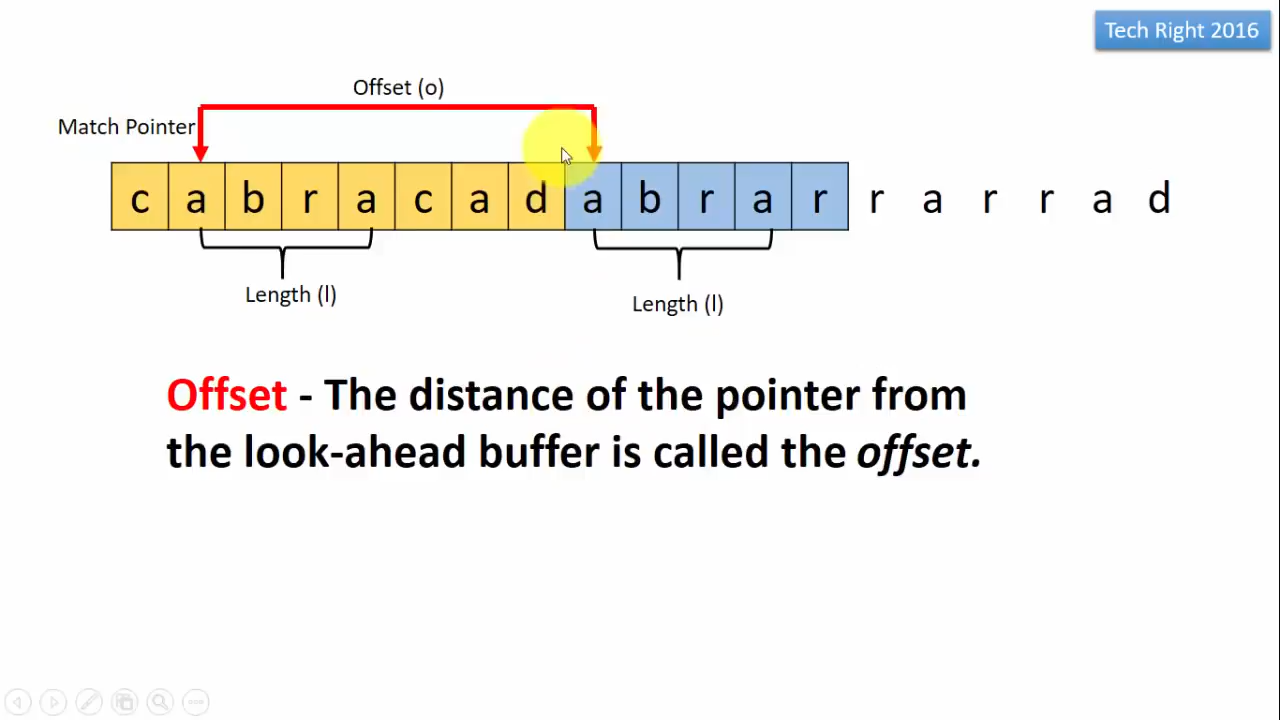 Tech Right 2016
Offset (o)
Match Pointer
c a b r a c a d a b r a r r a r r a d
Length (l) Length (l)
Offset - The distance of the pointer from
the look-ahead buffer is called the offset.